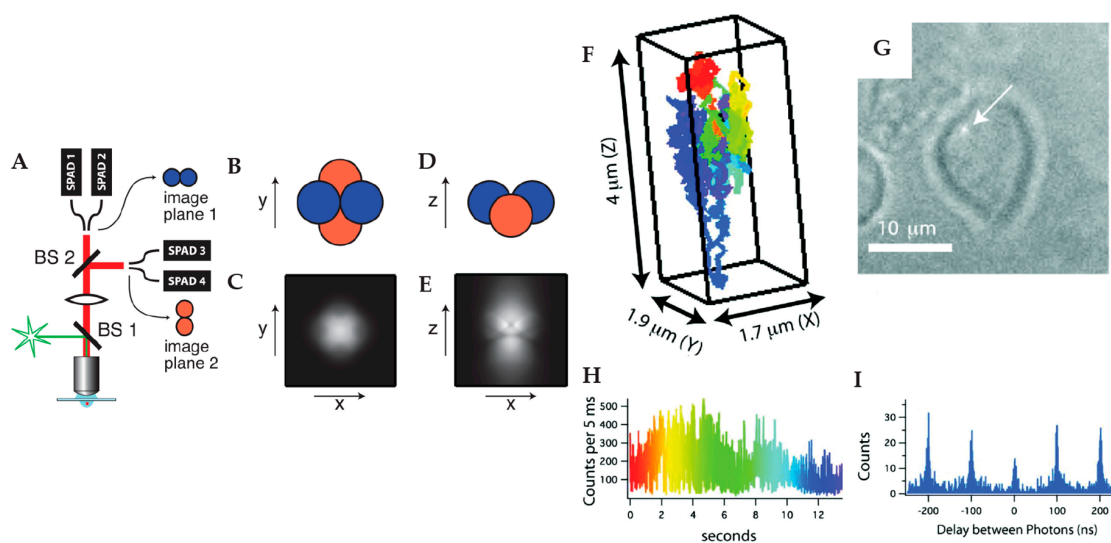 A
SPAD 1
SPAD 2
image
plane 1
BS 2
SPAD 3
SPAD 4
BS 1
image
plane 2
B
y
C
y
x
D
z
E
z
x
F
4 μm (Z)
1.9 μm (Y)
1.7 μm (X)
G
10 μm
H
Counts per 5 ms
500
400
300
200
100
0
2
4
6
8
10
12
seconds
I
Counts
30
20
10
0
-200
-100
0
100
200
Delay between Photons (ns)